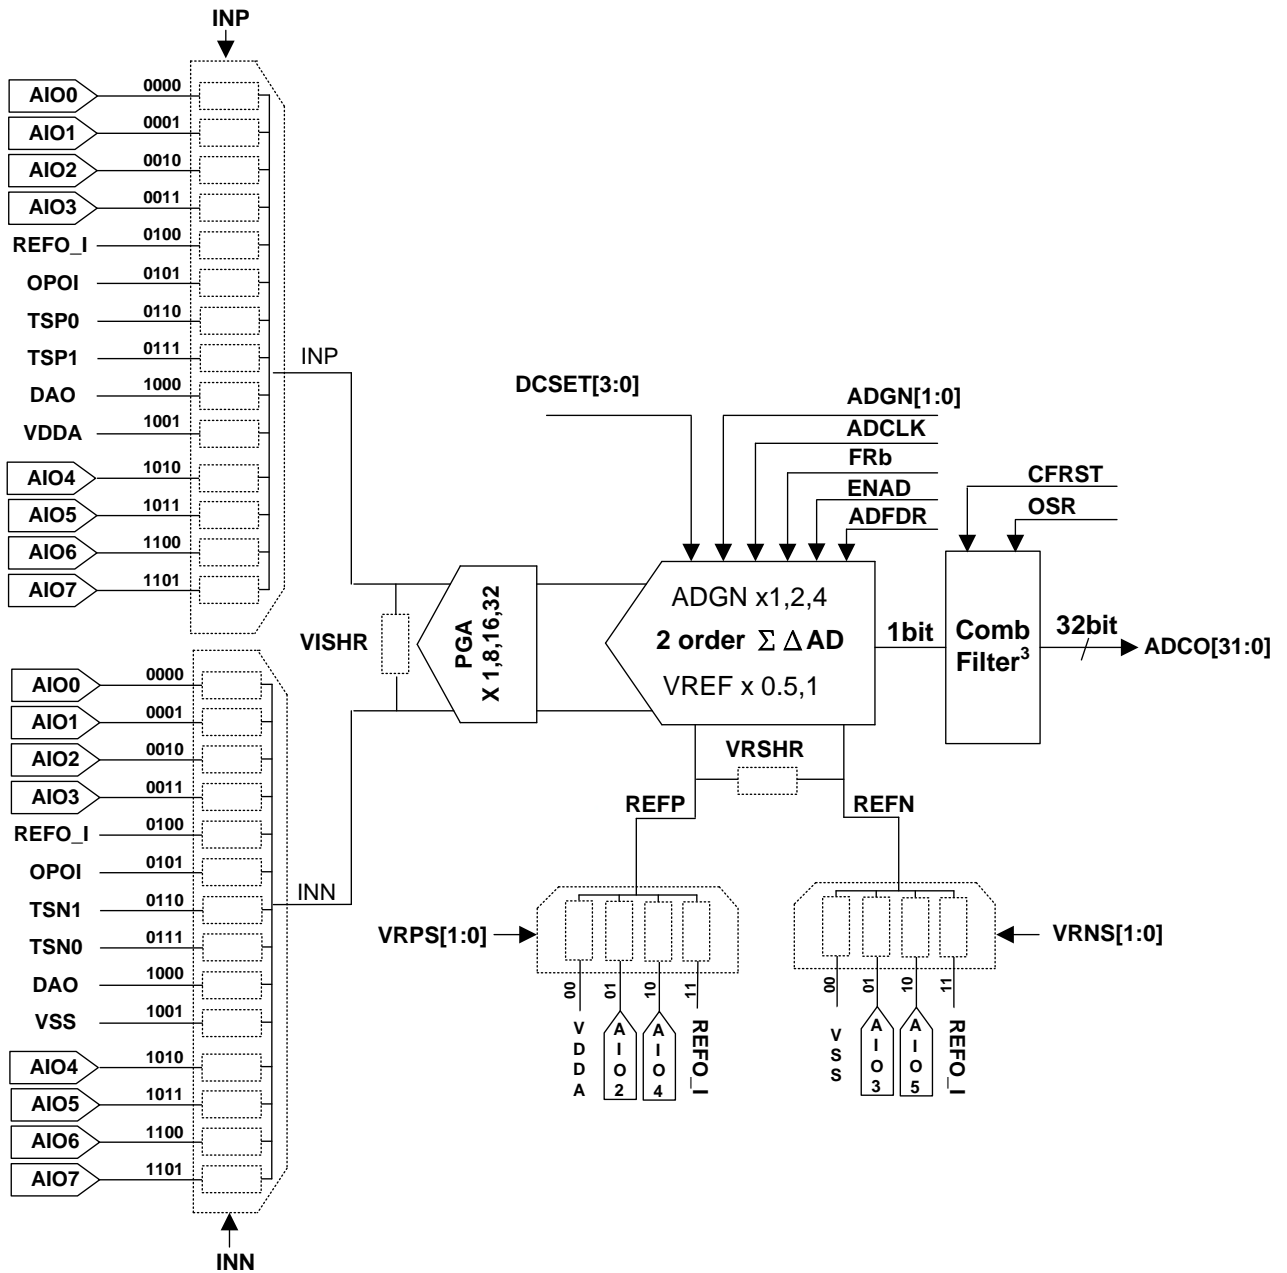 INP
AIO0 0000
AIO1 0001
AIO2 0010
AIO3 0011
REFO_I 0100
OPOI 0101
TSP0 0110
TSP1 0111
DAO 1000
VDDA 1001
AIO4 1010
AIO5 1011
AIO6 1100
AIO7 1101
INP
AIO0 0000
AIO1 0001
AIO2 0010
AIO3 0011
REFO_I 0100
OPOI 0101
TSN1 0110
TSN0 0111
DAO 1000
VSS 1001
AIO4 1010
AIO5 1011
AIO6 1100
AIO7 1101
INN
INN
VISHR
PGA
X 1,8,16,32
DCSET[3:0]
ADGN[1:0]
ADCLK
FRb
ENAD
ADFDR
ADGN x1,2,4
2 order Σ Δ AD
VREF x 0.5,1
1bit
CFRST
OSR
Comb
Filter³
32bit
ADCO[31:0]
VRSHR
REFP
REFN
VRPS[1:0]
00 01 10 11
VDDA
AIO2
AIO4
REFO_I
VRNS[1:0]
00 01 10 11
VSS
AIO3
AIO5
REFO_I